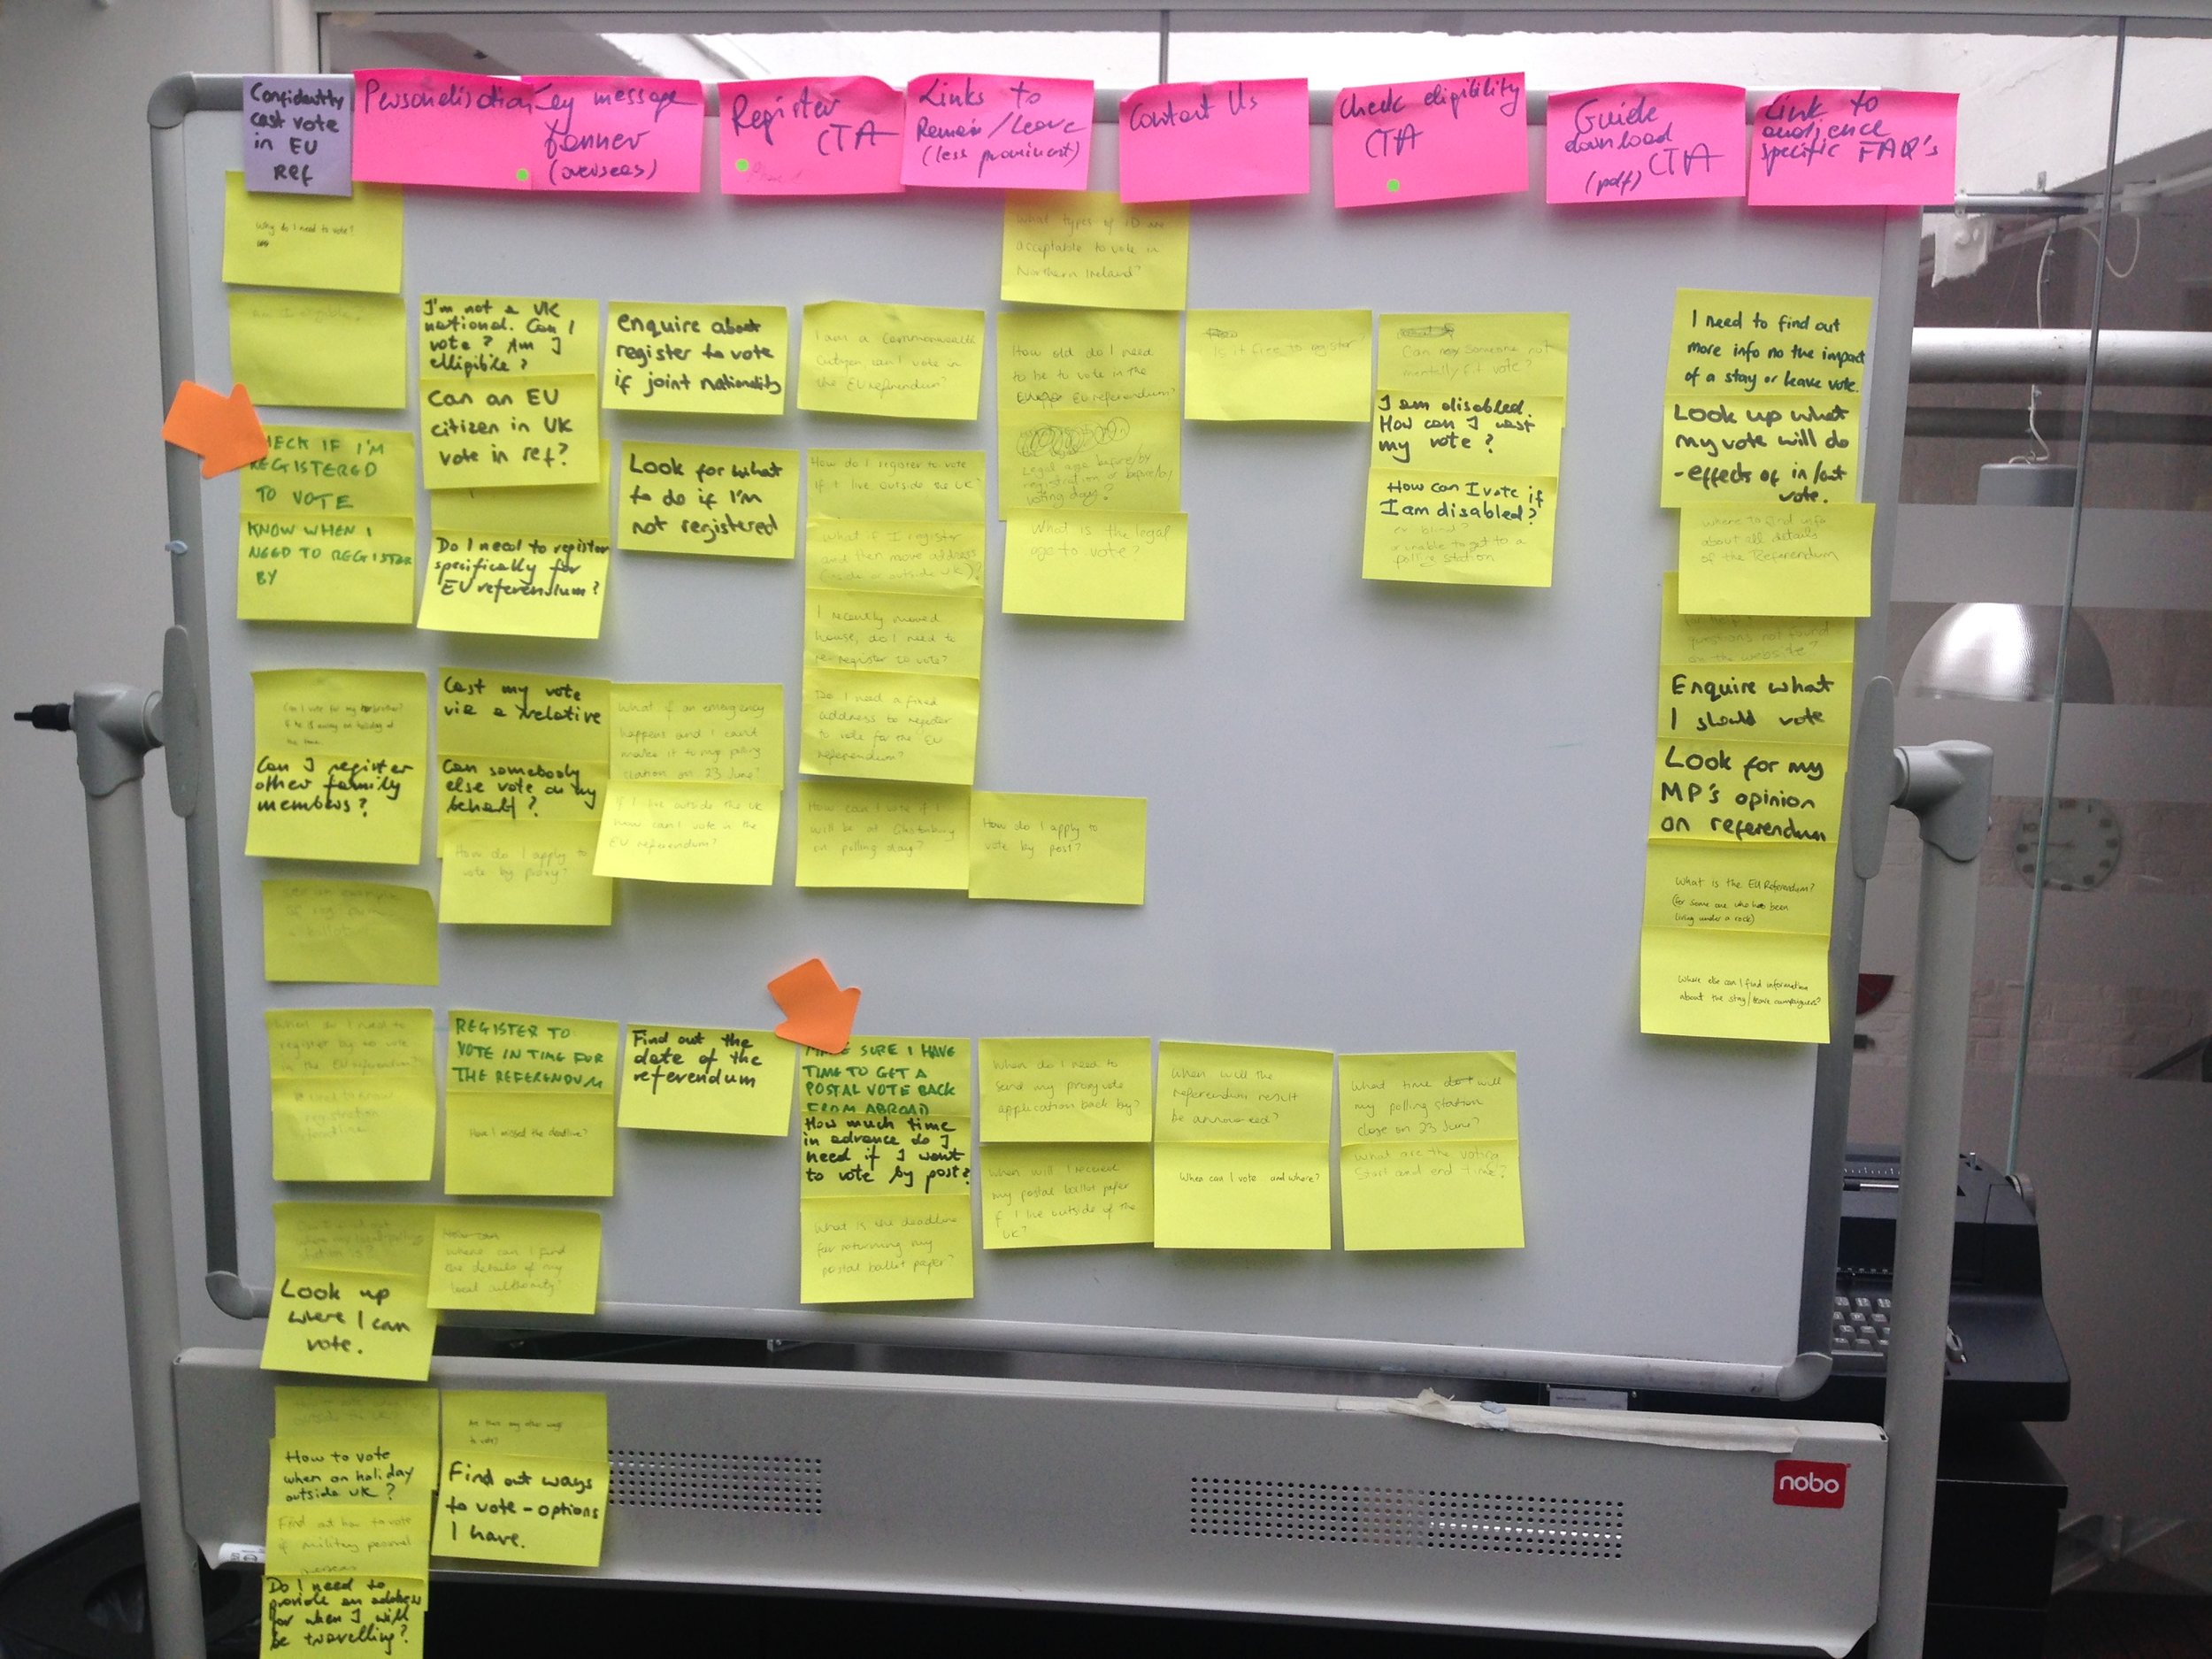 Confidently
cast vote
in EU
Ref
Personalisation
Key message
banner
(overseas)
Register
CTA
Links to
Remain/Leave
(less prominent)
Contact Us
Check eligibility
CTA
Guide
download
(pdf) CTA
Link to
audience
specific FAQ's
Why do I need to vote?
Am I eligible
CHECK IF I'M
REGISTERED
TO VOTE
KNOW WHEN I
NEED TO REGISTER
BY
I'm not a UK
national. Can I
vote? Am I
elligible?
Can an EU
citizen in UK
vote in ref?
Do I need to register
specifically for
EU referendum?
enquire about
register to vote
if joint nationality
Look for what
to do if I'm
not registered
I am a Commonwealth
Citizen can I vote in
the EU referendum?
How do I register to vote
if I live outside the UK?
What if I register
and then move address
(inside or outside UK)?
I recently moved
house, do I need to
re-register to vote?
Do I need a fixed
address to register
to vote for the EU
referendum?
What types of ID are
acceptable to vote in
Northern Ireland?
How old do I need
to be to vote in the
EU referendum?
Legal age before/by
registration or before/by
voting day?
What is the legal
age to vote?
Is it free to register?
Can someone not
mentally fit vote?
I am disabled.
How can I cast
my vote?
How can I vote if
I am disabled?
or blind?
or unable to get to a
polling station
I need to find out
more info no the impact
of a stay or leave vote.
Look up what
my vote will do
- effects of in/out
vote.
Where to find info
about all details
of the Referendum
questions not found
on the website?
Enquire what
I should vote
Look for my
MP's opinion
on referendum
What is the EU Referendum?
(for some one who has been
living under a rock)
Where else can I find information
about the stay/leave campaigns?
Can I vote for my brother?
if he is away on holiday at
the time.
Can I register
other family
members?
Cast my vote
via a relative
Can somebody
else vote on my
behalf?
How do I apply to
vote by proxy?
What if an emergency
happens and I can't
make it to my polling
station on 23 June?
If I live outside the UK
how can I vote in the
EU referendum?
How can I vote if I
will be at Glastonbury
on polling day?
How do I apply to
vote by post?
What do I need to
register by to vote
in the EU referendum?
registration
deadline
REGISTER TO
VOTE IN TIME FOR
THE REFERENDUM
Have I missed the deadline?
Find out the
date of the
referendum
MAKE SURE I HAVE
TIME TO GET A
POSTAL VOTE BACK
FROM ABROAD
How much time
in advance do I
need if I want
to vote by post?
What is the deadline
for returning my
postal ballot paper?
When do I need to
send my proxy vote
application back by?
When will I receive
my postal ballot paper
if I live outside of the
UK?
When will the
referendum result
be announced?
When can I vote and where?
What time will
my polling station
close on 23 June?
What are the voting
start and end time?
Look up
where I can
vote.
where can I find
the details of my
local authority?
How to vote
when on holiday
outside UK?
Find out how to vote
if military personal
overseas
Do I need to
provide an address
for when I will
be travelling?
Are there any other ways
to vote?
Find out ways
to vote - options
I have.
nobo